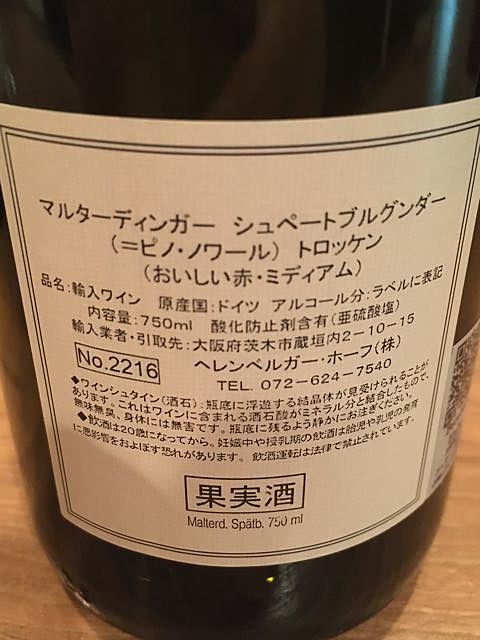 マルターディンガー シュペートブルグンダー
(=ピノ・ノワール) トロッケン
(おいしい赤・ミディアム)
品名:輸入ワイン 原産国:ドイツ アルコール分:ラベルに表記
内容量:750ml 酸化防止剤含有(亜硫酸塩)
輸入業者・引取先:大阪府茨木市蔵垣内2-10-15
No.2216 ヘレンベルガー・ホーフ(株)
TEL. 072-624-7540
◆ワインシュタイン(酒石):瓶底に浮遊する結晶体が見受けられることが
あります。これはワインに含まれる酒石酸がミネラル分と結合したもので、
無味無臭、身体には無害です。瓶底に残るよう静かにお注ぎください。
◆飲酒は20歳になってから。妊娠中や授乳期の飲酒は胎児や乳児の発育
に悪影響をおよぼす恐れがあります。飲酒運転は法律で禁止されています。
果実酒
Malterd. Spätb. 750 ml